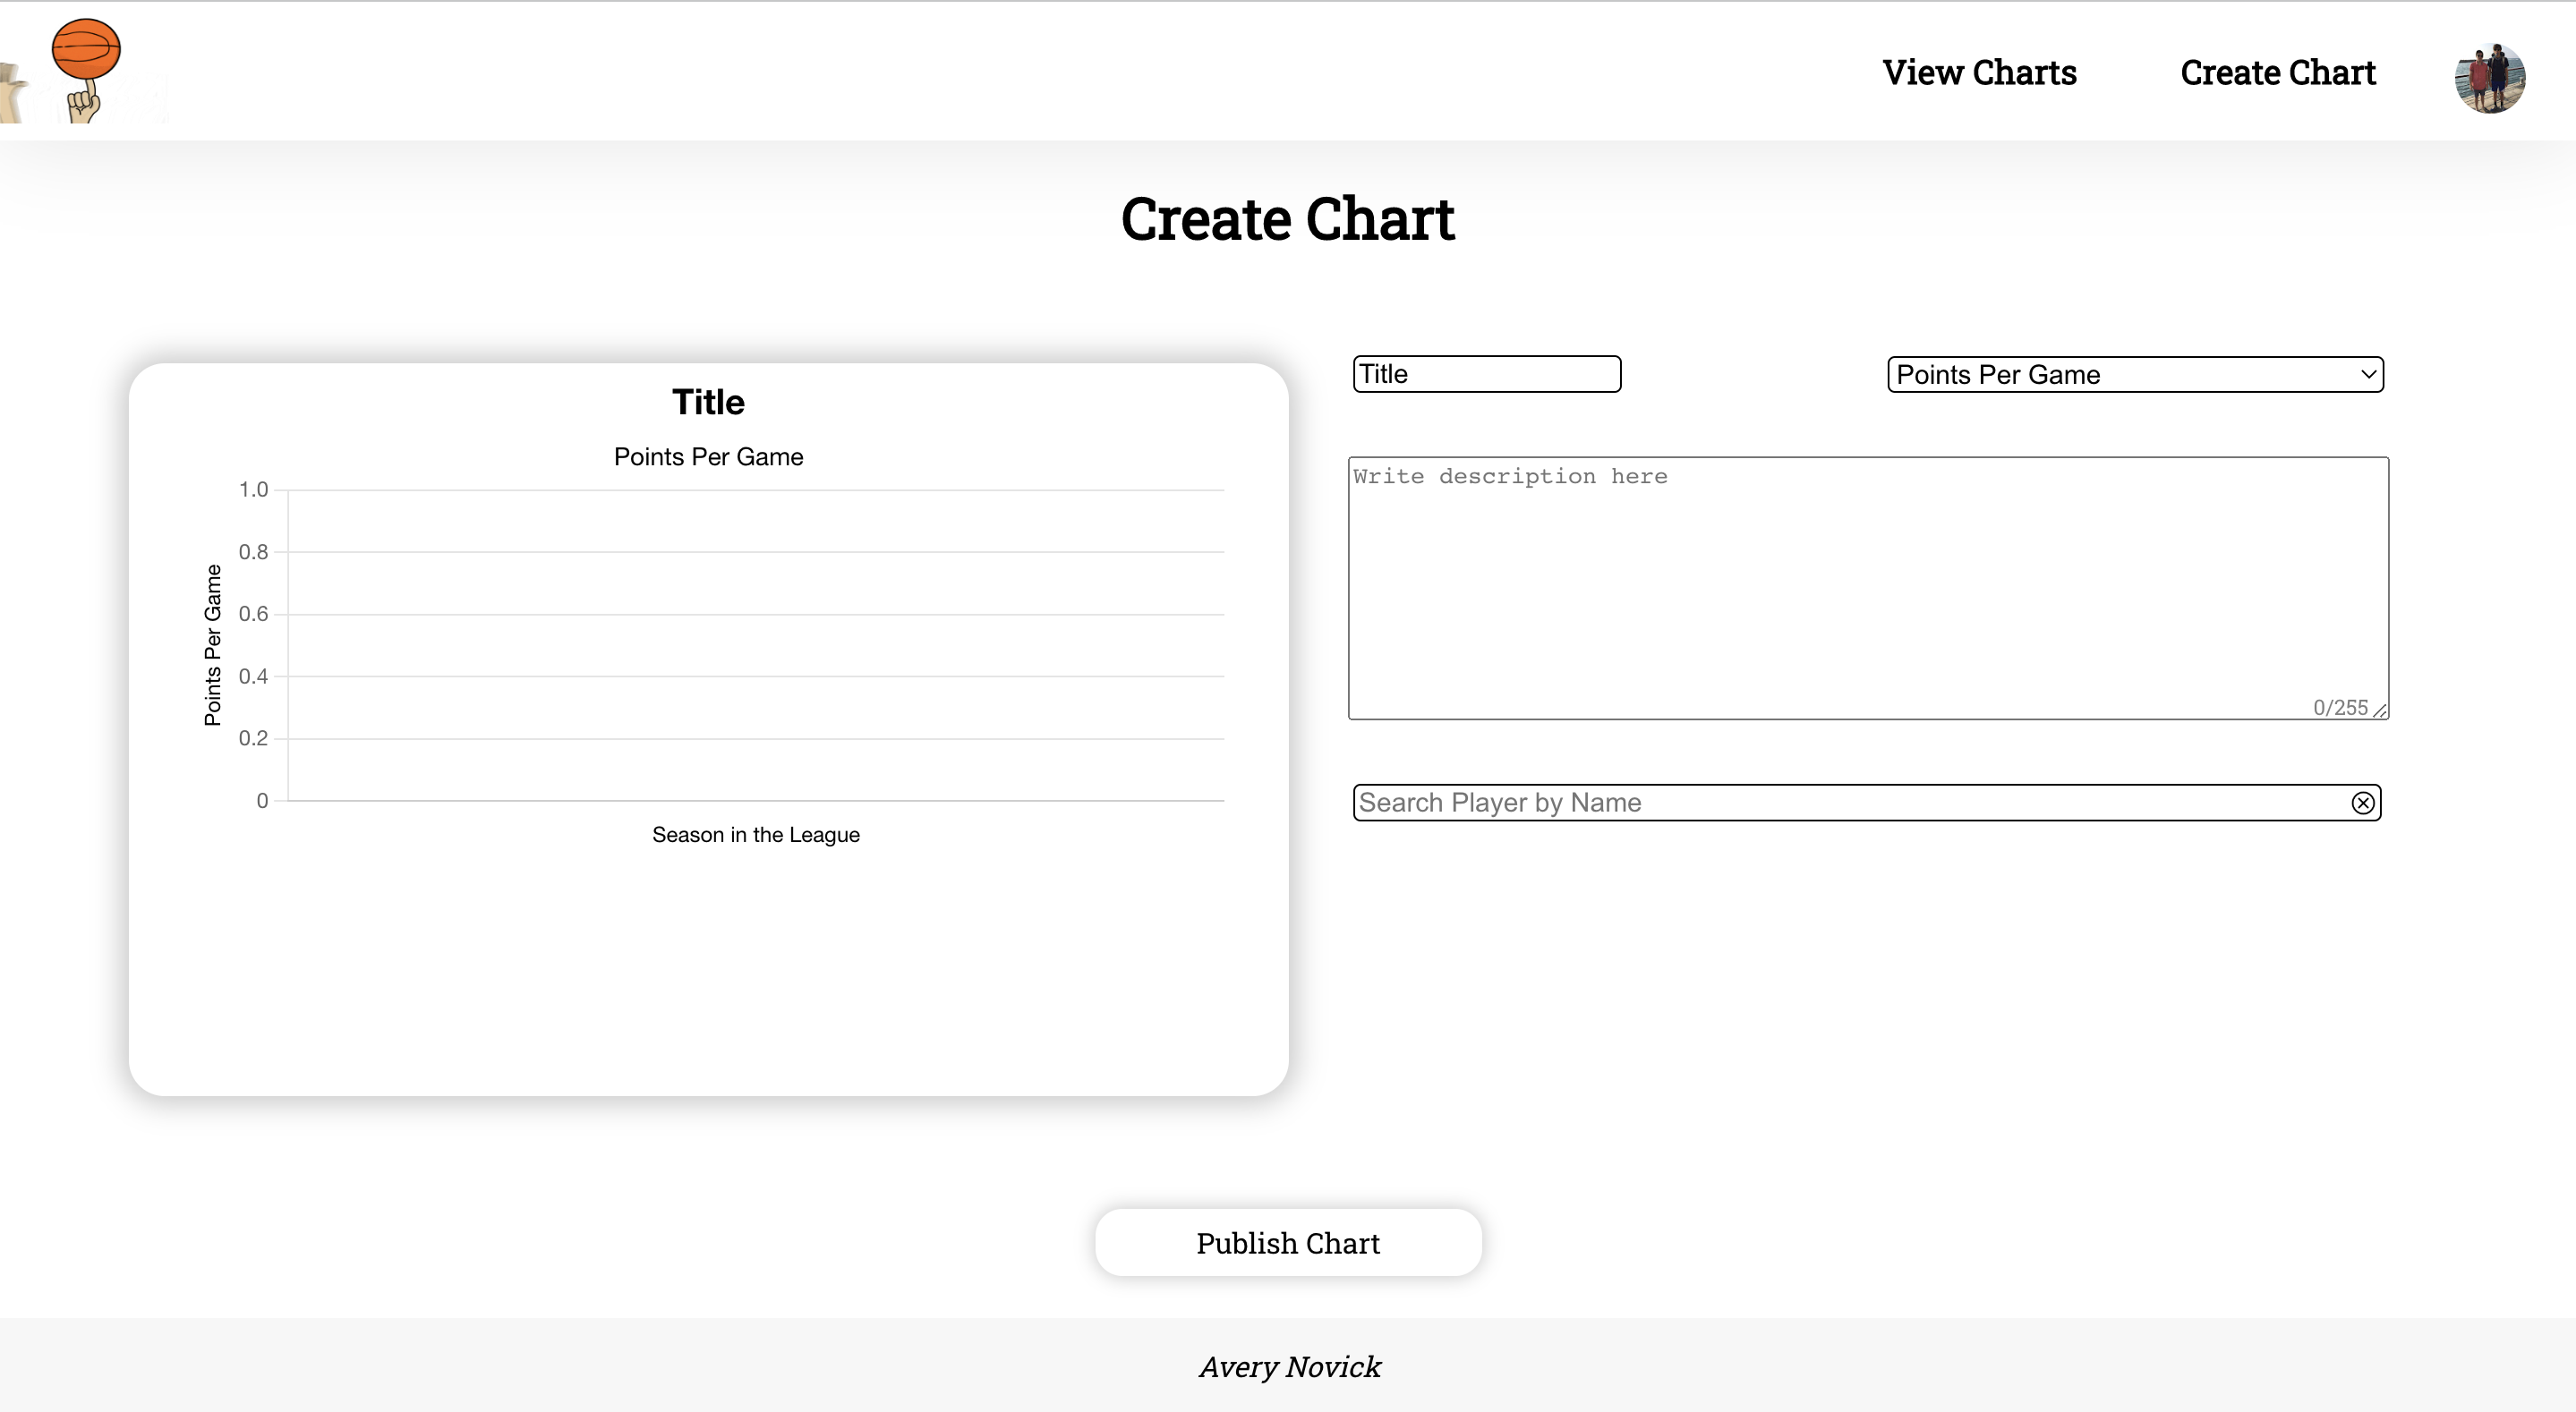 View Charts
Create Chart
Create Chart
Title
Points Per Game
1.0
0.8
0.6
0.4
0.2
0
Points Per Game
Season in the League
Title
Points Per Game
Write description here
0/255
Search Player by Name
Publish Chart
Avery Novick